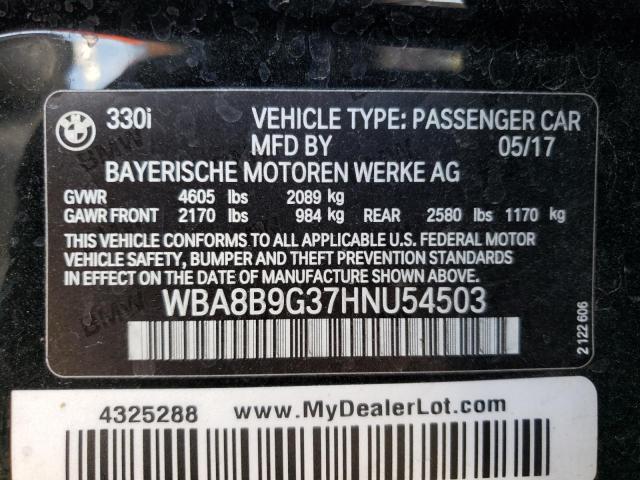 330i VEHICLE TYPE: PASSENGER CAR
MFD BY 05/17
BAYERISCHE MOTOREN WERKE AG
GVWR 4605 lbs 2089 kg
GAWR FRONT 2170 lbs 984 kg REAR 2580 lbs 1170 kg
THIS VEHICLE CONFORMS TO ALL APPLICABLE U.S. FEDERAL MOTOR
VEHICLE SAFETY, BUMPER AND THEFT PREVENTION STANDARDS
IN EFFECT ON THE DATE OF MANUFACTURE SHOWN ABOVE.
WBA8B9G37HNU54503
2 122 606
4325288 www.MyDealerLot.com